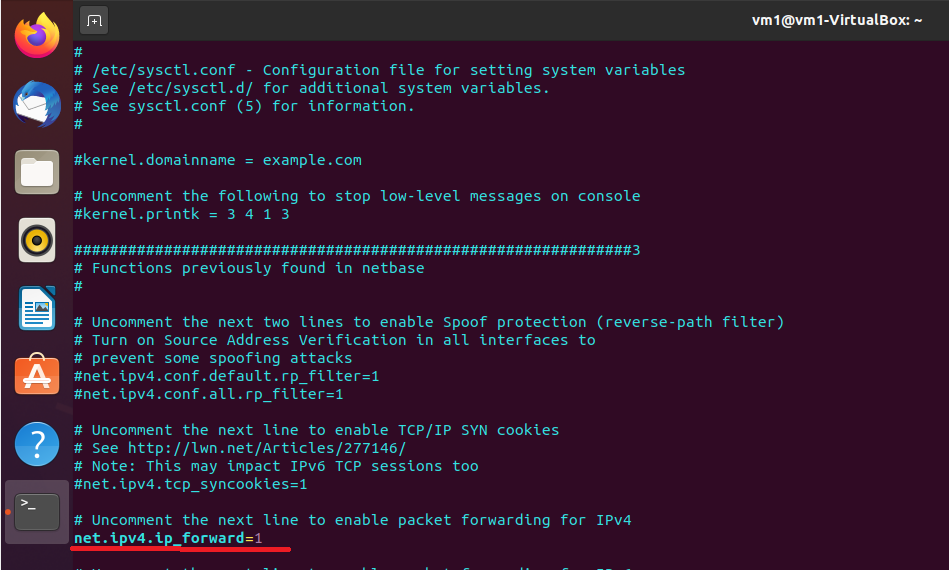 vm1@vm1-VirtualBox: ~
#
# /etc/sysctl.conf - Configuration file for setting system variables
# See /etc/sysctl.d/ for additional system variables.
# See sysctl.conf (5) for information.
#
#kernel.domainname = example.com
# Uncomment the following to stop low-level messages on console
#kernel.printk = 3 4 1 3
##############################################################3
# Functions previously found in netbase
#
# Uncomment the next two lines to enable Spoof protection (reverse-path filter)
# Turn on Source Address Verification in all interfaces to
# prevent some spoofing attacks
#net.ipv4.conf.default.rp_filter=1
#net.ipv4.conf.all.rp_filter=1
# Uncomment the next line to enable TCP/IP SYN cookies
# See http://lwn.net/Articles/277146/
# Note: This may impact IPv6 TCP sessions too
#net.ipv4.tcp_syncookies=1
# Uncomment the next line to enable packet forwarding for IPv4
net.ipv4.ip_forward=1